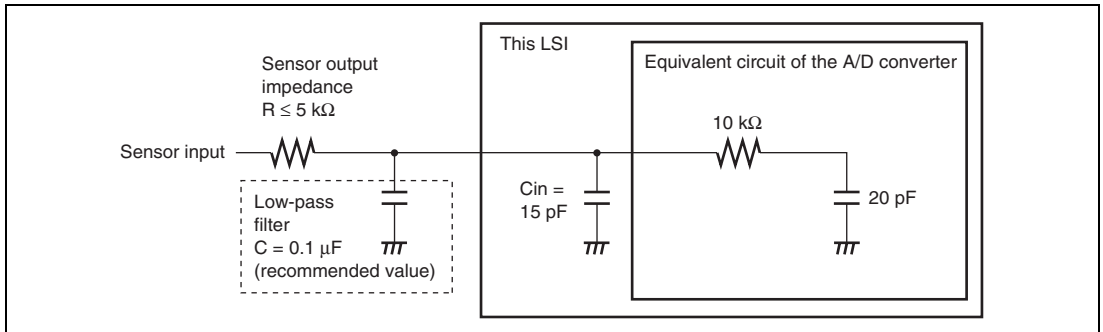 This LSI
Equivalent circuit of the A/D converter
Sensor output
impedance
R ≤ 5 kΩ
10 kΩ
Sensor input
Low-pass
filter
C = 0.1 μF
(recommended value)
Cin =
15 pF
20 pF